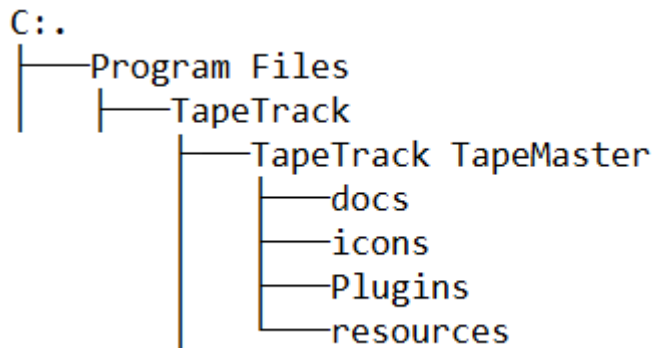 C:.
Program Files
TapeTrack
TapeTrack TapeMaster
docs
icons
Plugins
resources